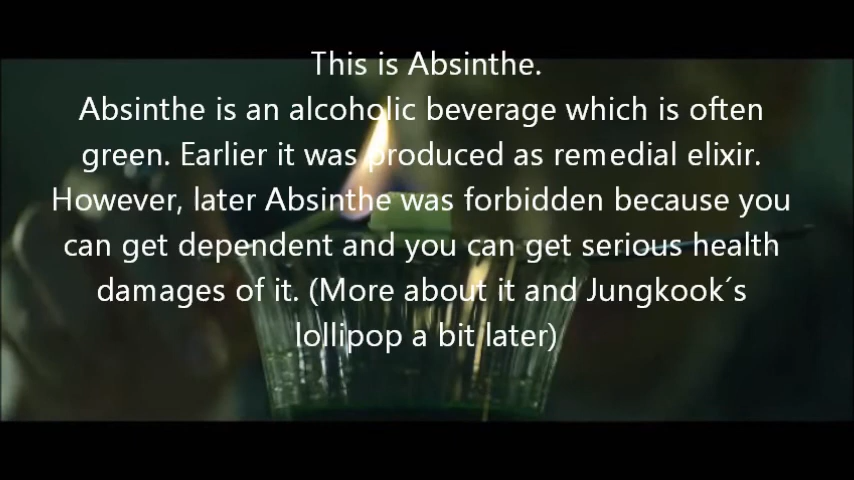 This is Absinthe.
Absinthe is an alcoholic beverage which is often
green. Earlier it was produced as remedial elixir.
However, later Absinthe was forbidden because you
can get dependent and you can get serious health
damages of it. (More about it and Jungkook´s
lollipop a bit later)